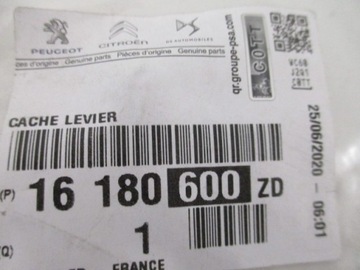 PEUGEOT CITROËN DS AUTOMOBILES
Pièces d'origine Genuine parts Pièces d'origine Genuine parts
qr.groupe-psa.com
COTT
25/06/2020 - 06:01
CACHE LEVIER
(P) 16 180 600 ZD
(Q) 1
FRANCE